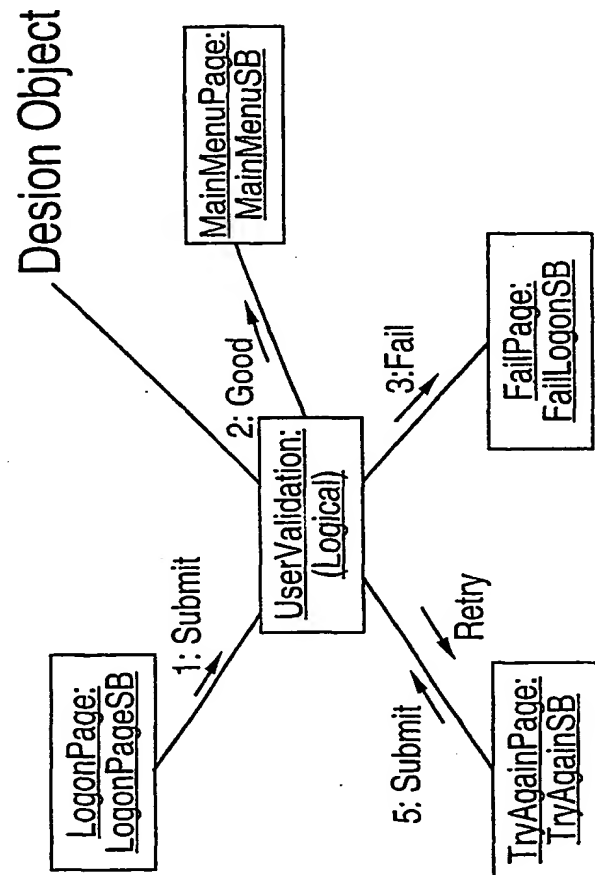 Desion Object
LogonPage:
LogonPageSB
1: Submit
2: Good
MainMenuPage:
MainMenuSB
UserValidation:
(Logical)
5: Submit
Retry
3:Fail
TryAgainPage:
TryAgainSB
FailPage:
FailLogonSB